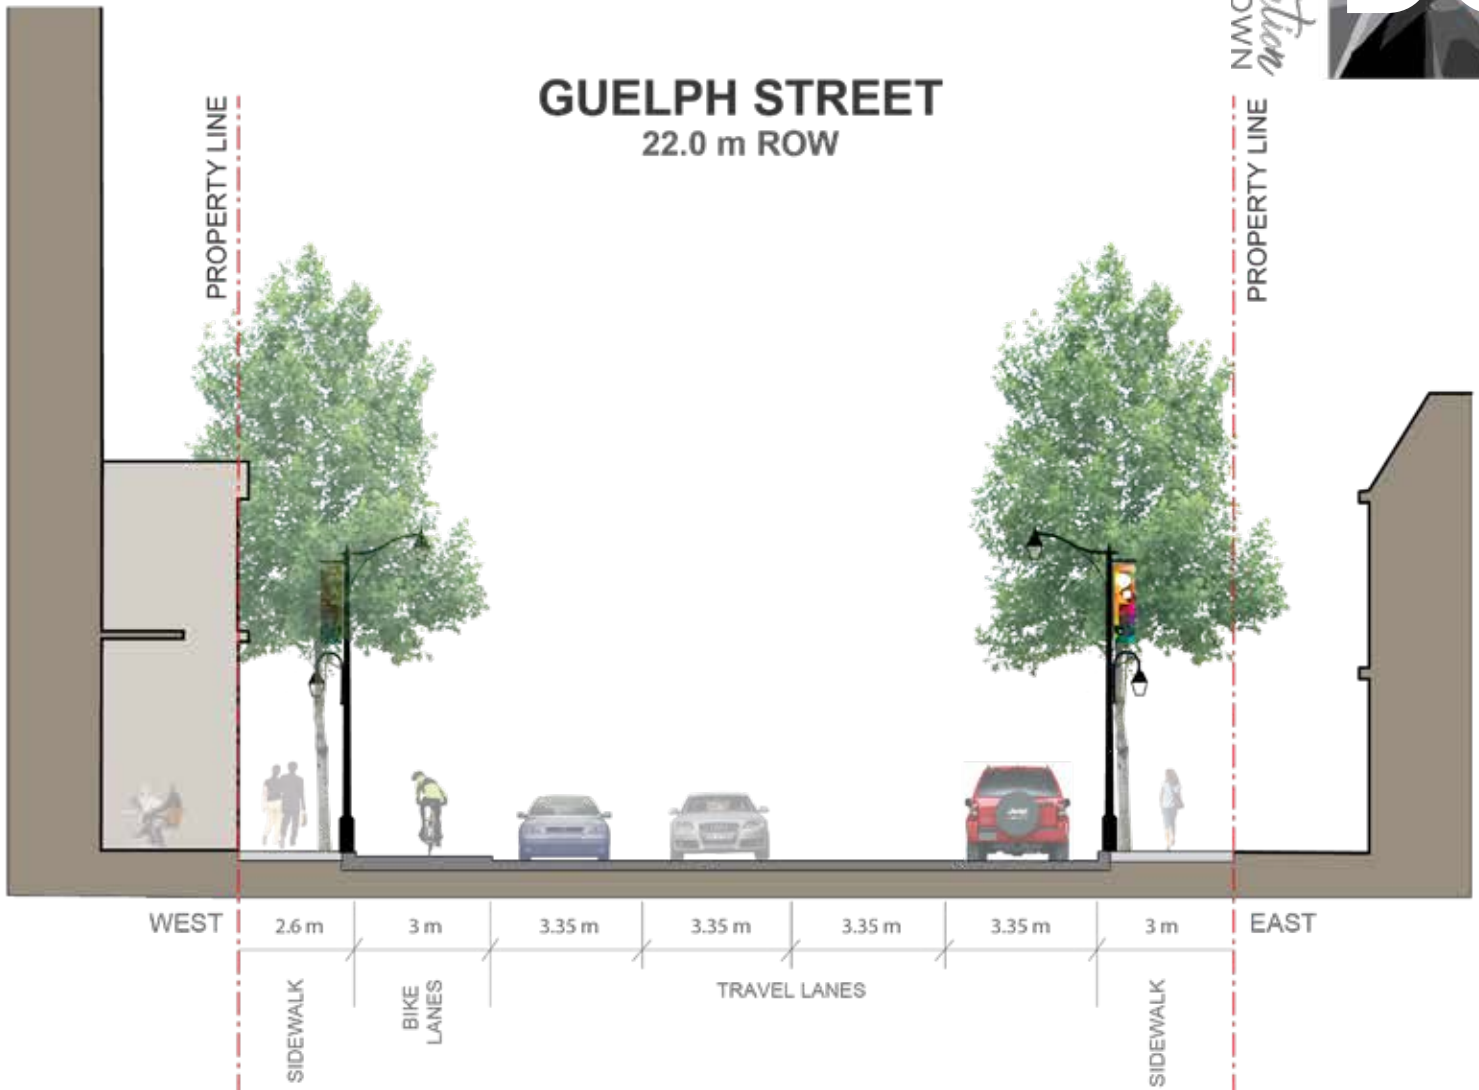 GUELPH STREET
22.0 m ROW
PROPERTY LINE
PROPERTY LINE
WEST
2.6 m
3 m
3.35 m
3.35 m
3.35 m
3.35 m
3 m
EAST
SIDEWALK
BIKE
LANES
TRAVEL LANES
SIDEWALK